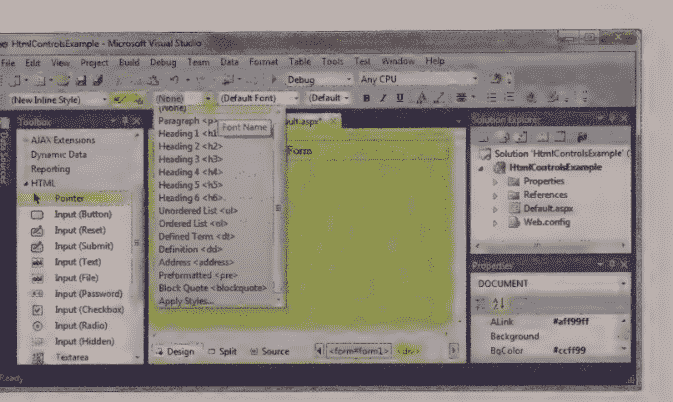 HtmlControlsExample - Microsoft Visual Studio
File Edit View Project Build Debug Team Data Format Table Tools Test Window Help
Debug Any CPU
(New Inline Style) (None) (Default Font) (Default B I U A
Toolbox
AJAX Extensions
Dynamic Data
Reporting
HTML
Pointer
Input (Button)
Input (Reset)
Input (Submit)
Input (Text)
Input (File)
Input (Password)
Input (Checkbox)
Input (Radio)
Input (Hidden)
Textarea
Data Sources
(None)
Paragraph <p>
Heading 1 <h1
Heading 2 <h2>
Heading 3 <h3>
Heading 4 <h4>
Heading 5 <h5>
Heading 6 <h6>
Unordered List <ul>
Ordered List <ol>
Defined Term <dt>
Definition <dd>
Address <address>
Preformatted <pre>
Block Quote <blockquote>
Apply Styles...
Font Name
ult.aspx*
Form
Design Split Source <form#form1> <div>
Solution Explorer
Solution 'HtmlControlsExample' (
HtmlControlsExample
Properties
References
Default.aspx
Web.config
Properties
DOCUMENT
ALink #aff99ff
Background
BgColor #ccff99
Ready